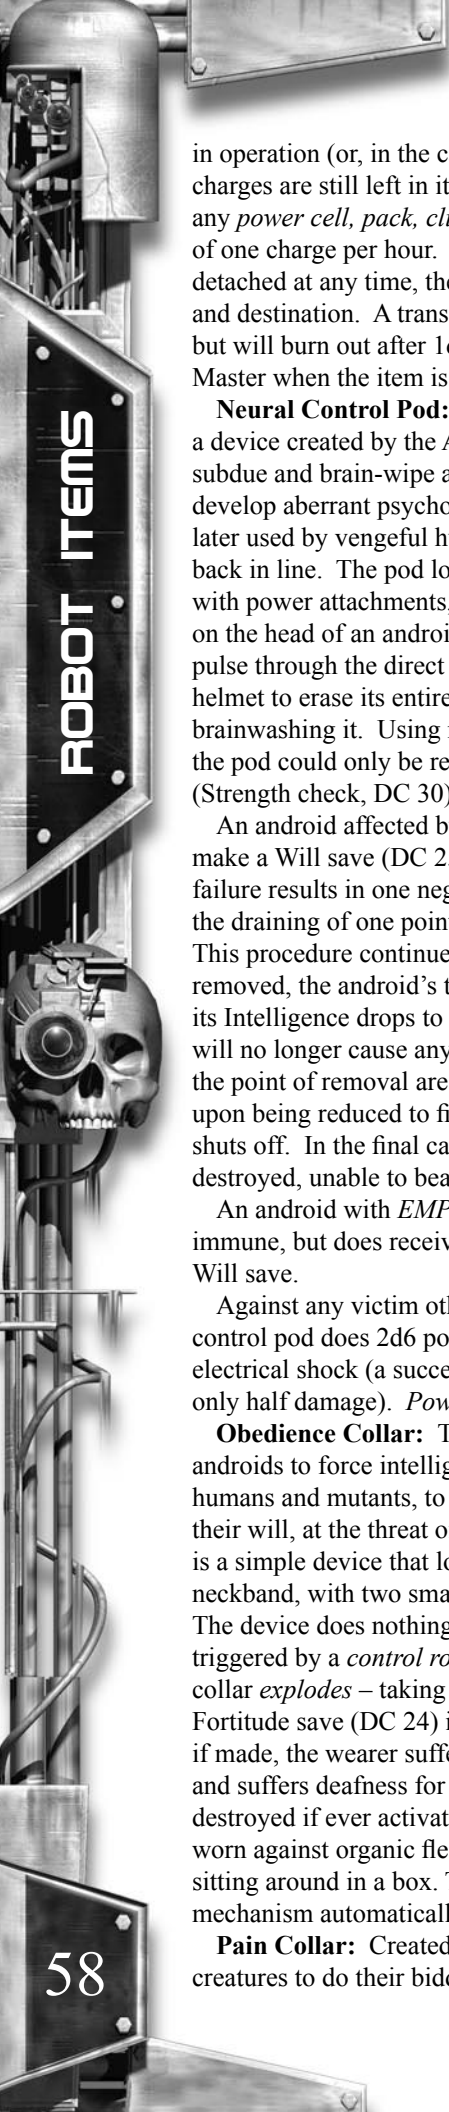 ROBOT ITEMS
in operation (or, in the c
charges are still left in it
any power cell, pack, cli
of one charge per hour.
detached at any time, the
and destination. A trans
but will burn out after 1
Master when the item is
Neural Control Pod:
a device created by the A
subdue and brain-wipe a
develop aberrant psycho
later used by vengeful hu
back in line. The pod lo
with power attachments,
on the head of an androi
pulse through the direct
helmet to erase its entire
brainwashing it. Using
the pod could only be re
(Strength check, DC 30)
An android affected b
make a Will save (DC 2
failure results in one neg
the draining of one point
This procedure continue
removed, the android's t
its Intelligence drops to
will no longer cause any
the point of removal are
upon being reduced to fi
shuts off. In the final ca
destroyed, unable to bea
An android with EMP
immune, but does receiv
Will save.
Against any victim oth
control pod does 2d6 po
electrical shock (a succe
only half damage). Pow
Obedience Collar: T
androids to force intellig
humans and mutants, to
their will, at the threat o
is a simple device that lo
neckband, with two sma
The device does nothing
triggered by a control ro
collar explodes – taking
Fortitude save (DC 24) i
if made, the wearer suffe
and suffers deafness for
destroyed if ever activat
worn against organic fle
sitting around in a box. T
mechanism automaticall
Pain Collar: Created
creatures to do their bidd
58